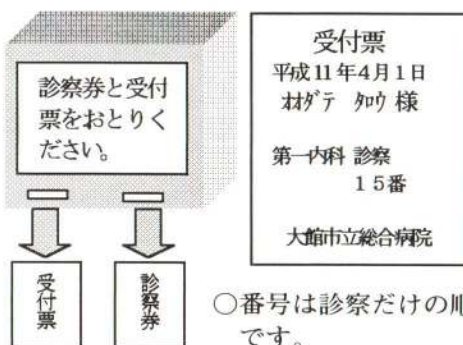 診察券と受付
票をおとりく
ださい。
受付票
診察券
受付票
平成11年4月1日
オオダテ タロウ 様
第一内科 診察
15番
大館市立総合病院
○番号は診察だけの順
です。